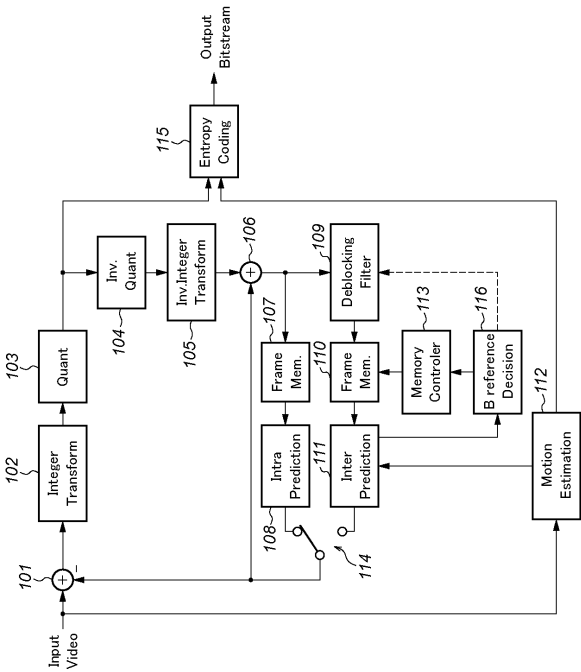 Input
Video
101
102
Integer
Transform
103
Quant
104
Inv.
Quant
105
Inv.Integer
Transform
106
115
Entropy
Coding
Output
Bitstream
107
Frame
Mem.
108
Intra
Prediction
109
Deblocking
Filter
110
Frame
Mem.
111
Inter
Prediction
114
113
Memory
Controler
116
B reference
Decision
112
Motion
Estimation